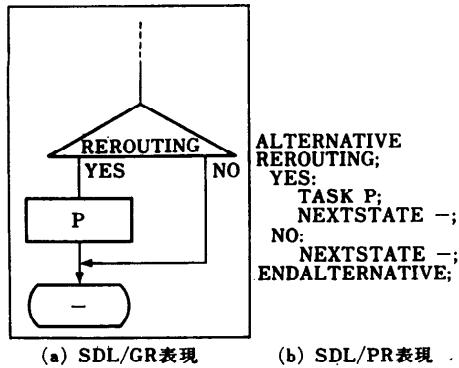 REROUTING
YES
NO
P
−
(a) SDL/GR表現
ALTERNATIVE
REROUTING;
YES:
TASK P;
NEXTSTATE −;
NO:
NEXTSTATE −;
ENDALTERNATIVE;
(b) SDL/PR表現